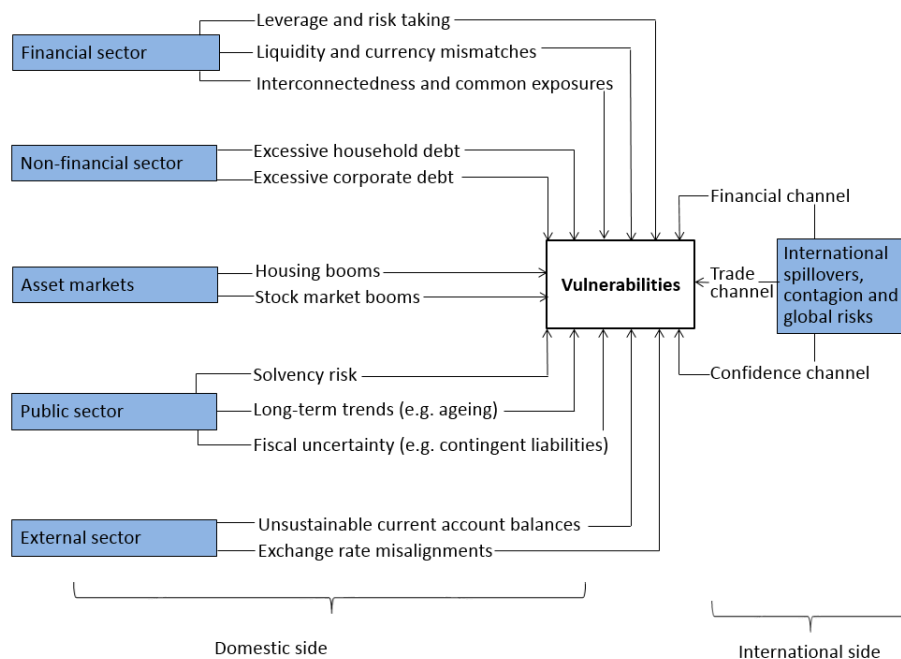 Leverage and risk taking
Financial sector
Liquidity and currency mismatches
Interconnectedness and common exposures
Non-financial sector
Excessive household debt
Excessive corporate debt
Asset markets
Housing booms
Stock market booms
Public sector
Solvency risk
Long-term trends (e.g. ageing)
Fiscal uncertainty (e.g. contingent liabilities)
External sector
Unsustainable current account balances
Exchange rate misalignments
Vulnerabilities
Financial channel
Trade
channel
Confidence channel
International
spillovers,
contagion and
global risks
Domestic side
International side